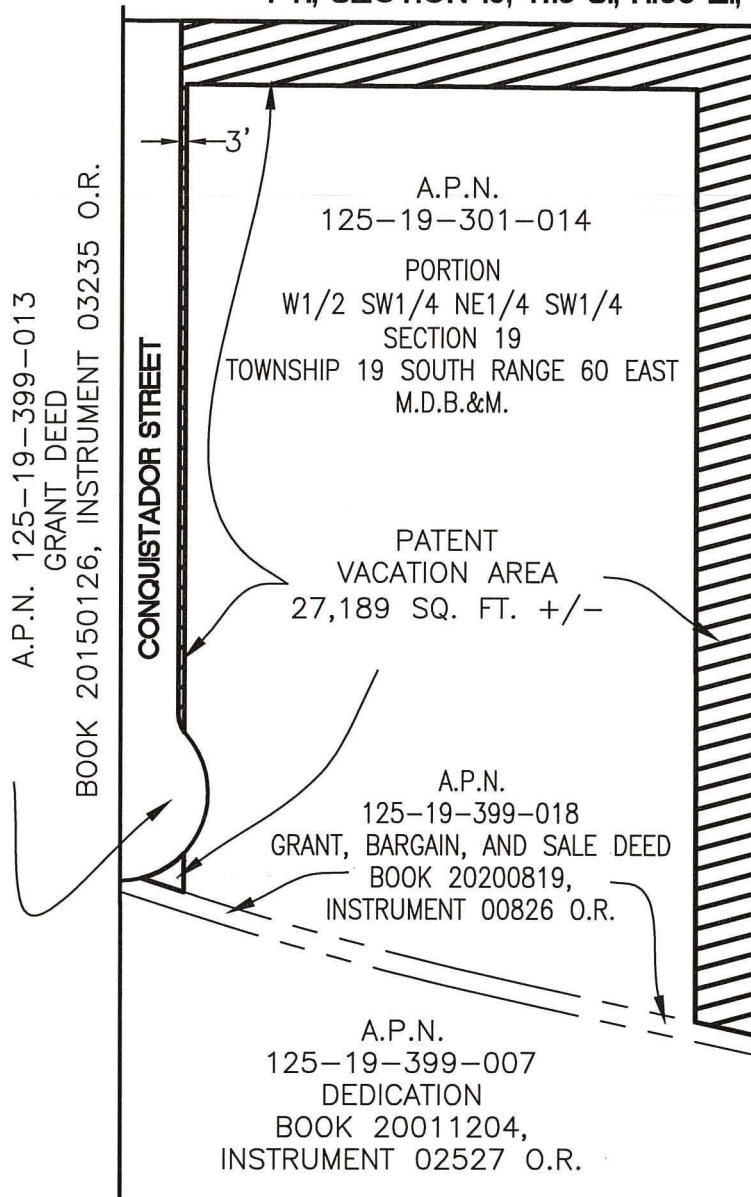 SECTION 19,
3'
A.P.N.
125-19-301-014
PORTION
W1/2 SW1/4 NE1/4 SW1/4
SECTION 19
TOWNSHIP 19 SOUTH RANGE 60 EAST
M.D.B.&M.
A.P.N. 125-19-399-013
GRANT DEED
BOOK 20150126, INSTRUMENT 03235 O.R.
CONQUISTADOR STREET
PATENT
VACATION AREA
27,189 SQ. FT. +/-
A.P.N.
125-19-399-018
GRANT, BARGAIN, AND SALE DEED
BOOK 20200819,
INSTRUMENT 00826 O.R.
A.P.N.
125-19-399-007
DEDICATION
BOOK 20011204,
INSTRUMENT 02527 O.R.